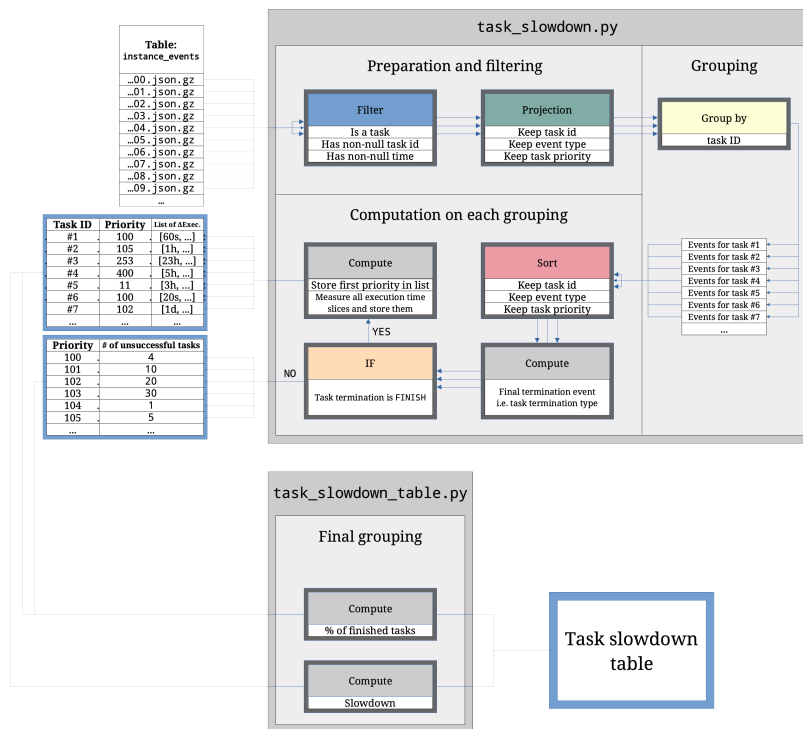 Table:
instance_events
…00.json.gz
…01.json.gz
…02.json.gz
…03.json.gz
…04.json.gz
…05.json.gz
…06.json.gz
…07.json.gz
…08.json.gz
…09.json.gz
…
task_slowdown.py
Preparation and filtering
Filter
Is a task
Has non-null task id
Has non-null time
Projection
Keep task id
Keep event type
Keep task priority
Grouping
Group by
task ID
Events for task #1
Events for task #2
Events for task #3
Events for task #4
Events for task #5
Events for task #6
Events for task #7
...
Computation on each grouping
Sort
Keep task id
Keep event type
Keep task priority
Compute
Final termination event
i.e. task termination type
IF
Task termination is FINISH
YES
NO
Compute
Store first priority in list
Measure all execution time
slices and store them
Task ID Priority List of ΔExec.
#1 100 [60s, ...]
#2 105 [1h, ...]
#3 253 [23h, ...]
#4 400 [5h, ...]
#5 11 [3h, ...]
#6 100 [20s, ...]
#7 102 [1d, ...]
... ... ...
Priority # of unsuccessful tasks
100 4
101 10
102 20
103 30
104 1
105 5
... ...
task_slowdown_table.py
Final grouping
Compute
% of finished tasks
Compute
Slowdown
Task slowdown
table